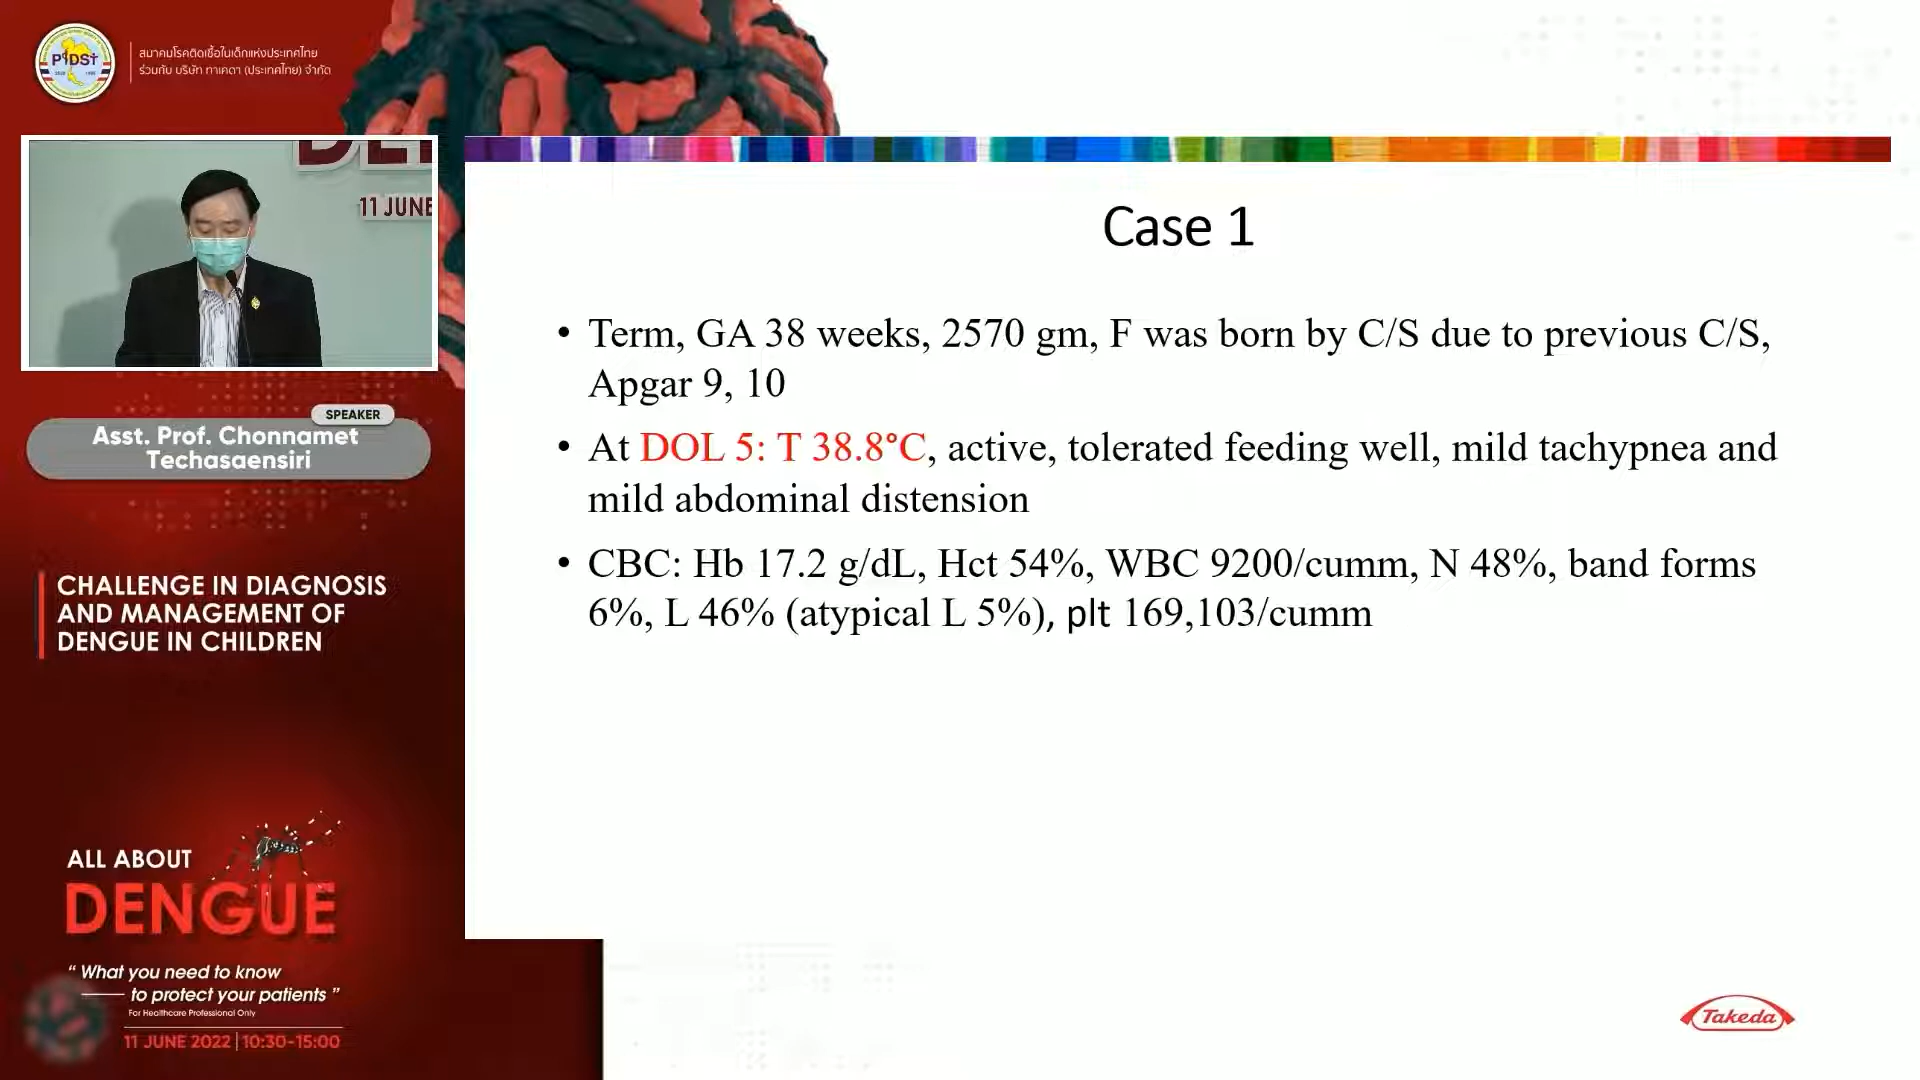 PIDST
สมาคมโรคติดเชื้อในเด็กแห่งประเทศไทย
ร่วมกับ บริษัท ทาเคดา (ประเทศไทย) จำกัด
11 JUNE
SPEAKER
Asst. Prof. Chonnamet
Techasaensiri
CHALLENGE IN DIAGNOSIS
AND MANAGEMENT OF
DENGUE IN CHILDREN
ALL ABOUT
DENGUE
“ What you need to know
to protect your patients ”
For Healthcare Professional Only
11 JUNE 2022 | 10:30-15:00
Case 1
• Term, GA 38 weeks, 2570 gm, F was born by C/S due to previous C/S,
Apgar 9, 10
• At DOL 5: T 38.8°C, active, tolerated feeding well, mild tachypnea and
mild abdominal distension
• CBC: Hb 17.2 g/dL, Hct 54%, WBC 9200/cumm, N 48%, band forms
6%, L 46% (atypical L 5%), plt 169,103/cumm
Takeda